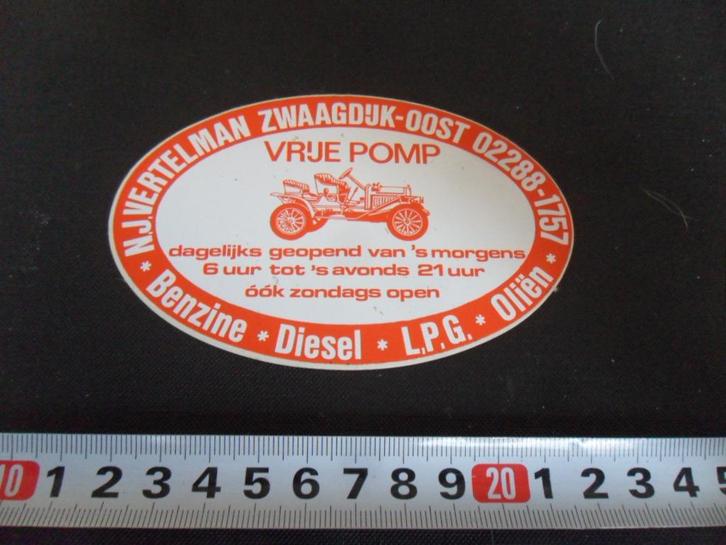 N.J. VERTELMAN ZWAAGDIJK-OOST 02288-1757
VRIJE POMP
dagelijks geopend van 's morgens
6 uur tot 's avonds 21 uur
óók zondags open
* Benzine * Diesel * L.P.G. * Oliën *
10 1 2 3 4 5 6 7 8 9 20 1 2 3 4 5